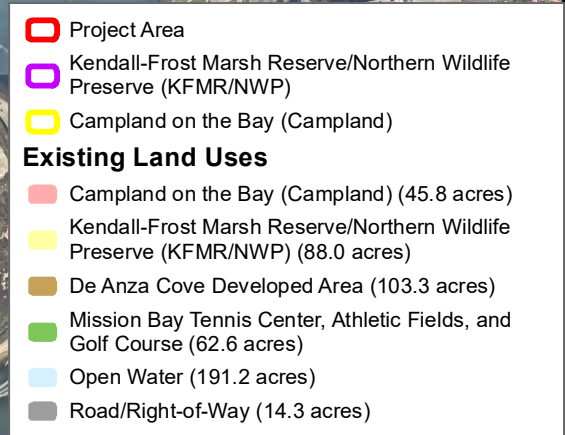 Project Area
Kendall-Frost Marsh Reserve/Northern Wildlife
Preserve (KFMR/NWP)
Campland on the Bay (Campland)
Existing Land Uses
Campland on the Bay (Campland) (45.8 acres)
Kendall-Frost Marsh Reserve/Northern Wildlife
Preserve (KFMR/NWP) (88.0 acres)
De Anza Cove Developed Area (103.3 acres)
Mission Bay Tennis Center, Athletic Fields, and
Golf Course (62.6 acres)
Open Water (191.2 acres)
Road/Right-of-Way (14.3 acres)